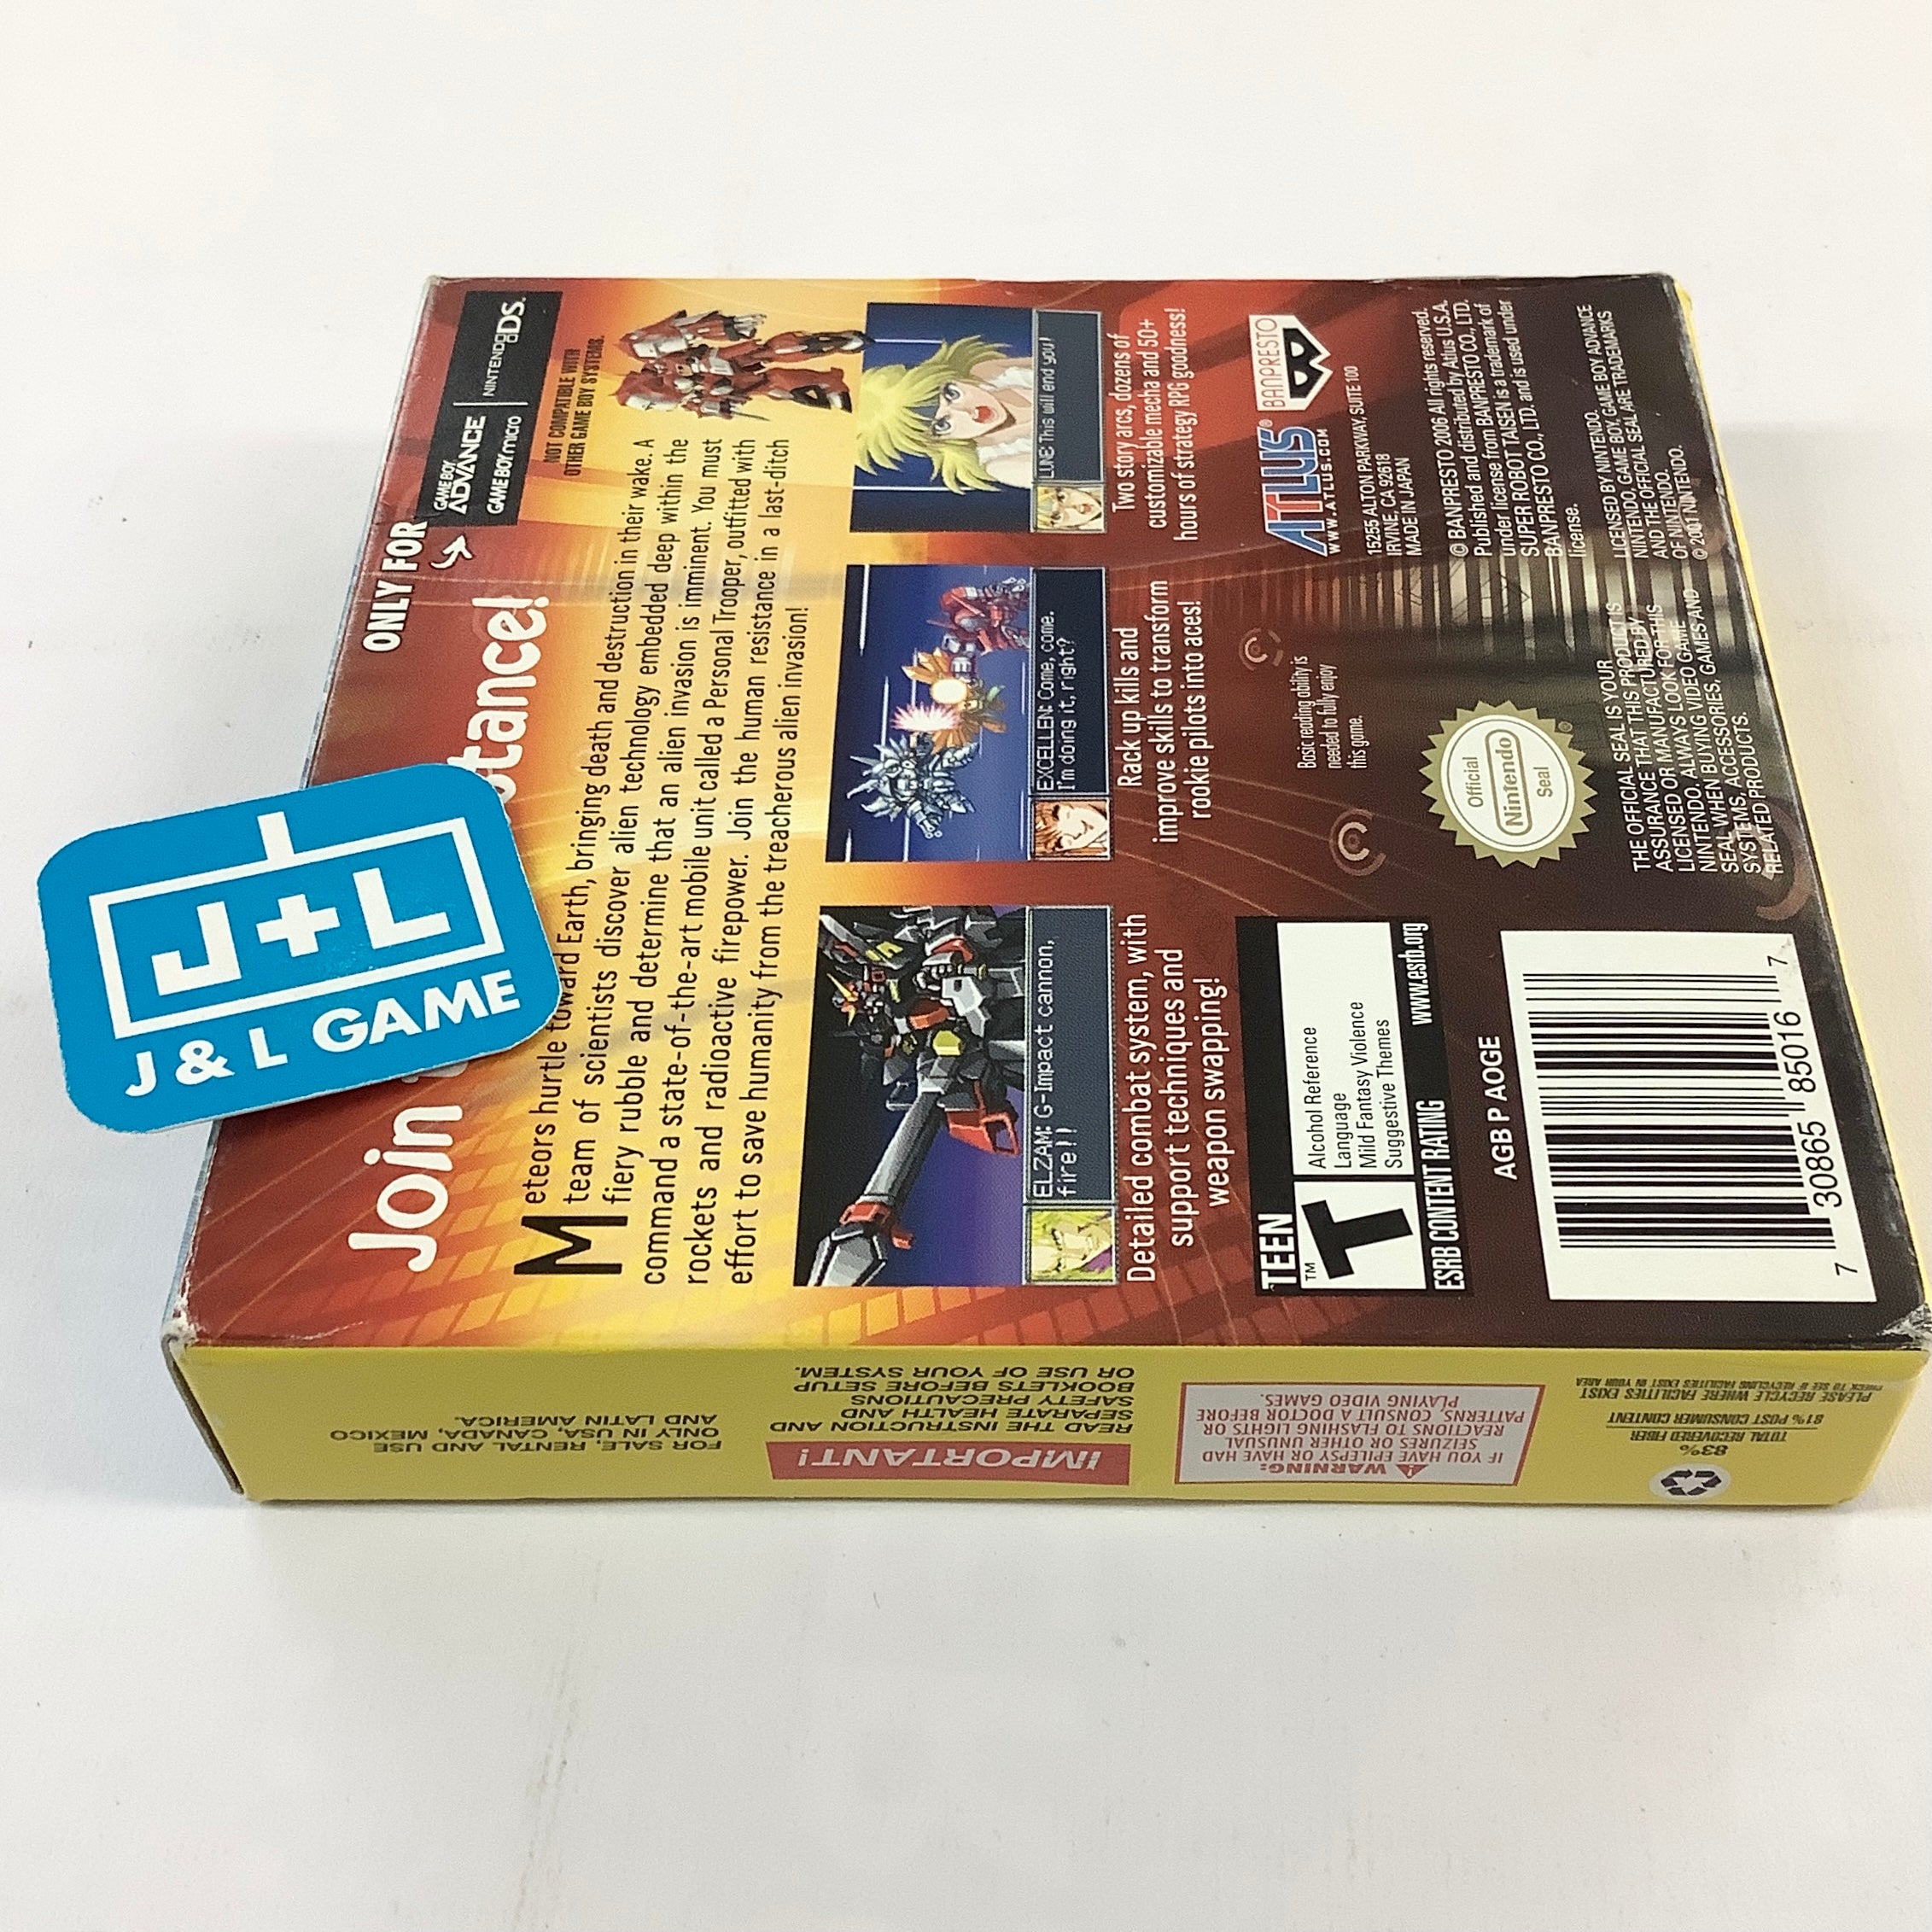 ONLY FOR
GAME BOY
ADVANCE
GAME BOY micro
NINTENDO DS.
NOT COMPATIBLE WITH
OTHER GAME BOY SYSTEMS.
Join
stance!
Meteors hurtle toward Earth, bringing death and destruction in their wake. A
team of scientists discover alien technology embedded deep within the
fiery rubble and determine that an alien invasion is imminent. You must
command a state-of-the-art mobile unit called a Personal Trooper, outfitted with
rockets and radioactive firepower. Join the human resistance in a last-ditch
effort to save humanity from the treacherous alien invasion!
ELZAM: G-Impact cannon,
fire!!
Detailed combat system, with
support techniques and
weapon swapping!
EXCELLEN: Come, come.
I'm doing it, right?
Rack up kills and
improve skills to transform
rookie pilots into aces!
LUNE: This will end you!
Two story arcs, dozens of
customizable mecha and 50+
hours of strategy RPG goodness!
TEEN
T
TM
Alcohol Reference
Language
Mild Fantasy Violence
Suggestive Themes
ESRB CONTENT RATING www.esrb.org
AGB P AOGE
7 30865 85016 7
Basic reading ability is
needed to fully enjoy
this game.
Official
Nintendo
Seal
®
THE OFFICIAL SEAL IS YOUR
ASSURANCE THAT THIS PRODUCT IS
LICENSED OR MANUFACTURED BY
NINTENDO. ALWAYS LOOK FOR THIS
SEAL WHEN BUYING VIDEO GAME
SYSTEMS, ACCESSORIES, GAMES AND
RELATED PRODUCTS.
ATLUS®
WWW.ATLUS.COM
BANPRESTO
15255 ALTON PARKWAY, SUITE 100
IRVINE, CA 92618
MADE IN JAPAN
© BANPRESTO 2006 All rights reserved.
Published and distributed by Atlus U.S.A.
under license from BANPRESTO CO., LTD.
SUPER ROBOT TAISEN is a trademark of
BANPRESTO CO., LTD. and is used under
license.
LICENSED BY NINTENDO.
NINTENDO, GAME BOY, GAME BOY ADVANCE
AND THE OFFICIAL SEAL ARE TRADEMARKS
OF NINTENDO.
© 2001 NINTENDO.
J+L
J & L GAME
FOR SALE, RENTAL AND USE
ONLY IN USA, CANADA, MEXICO
AND LATIN AMERICA.
IMPORTANT!
READ THE INSTRUCTION AND
SEPARATE HEALTH AND
SAFETY PRECAUTIONS
BOOKLETS BEFORE SETUP
OR USE OF YOUR SYSTEM.
WARNING:
IF YOU HAVE EPILEPSY OR HAVE HAD
SEIZURES OR OTHER UNUSUAL
REACTIONS TO FLASHING LIGHTS OR
PATTERNS, CONSULT A DOCTOR BEFORE
PLAYING VIDEO GAMES.
83%
TOTAL RECOVERED FIBER
81% POST CONSUMER CONTENT
PLEASE RECYCLE WHERE FACILITIES EXIST
CHECK TO SEE IF RECYCLING FACILITIES EXIST IN YOUR AREA